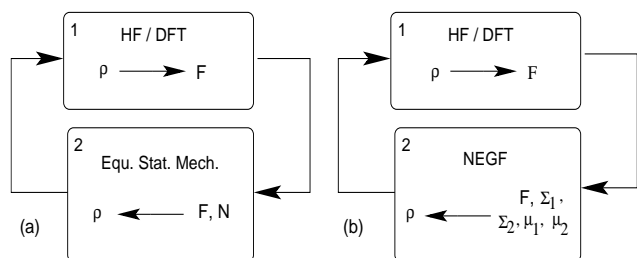 1
HF / DFT
ρ ⟶ F
2
Equ. Stat. Mech.
ρ ⟵ F, N
(a)
1
HF / DFT
ρ ⟶ F
2
NEGF
F, Σ₁,
ρ ⟵ Σ₂, μ₁, μ₂
(b)